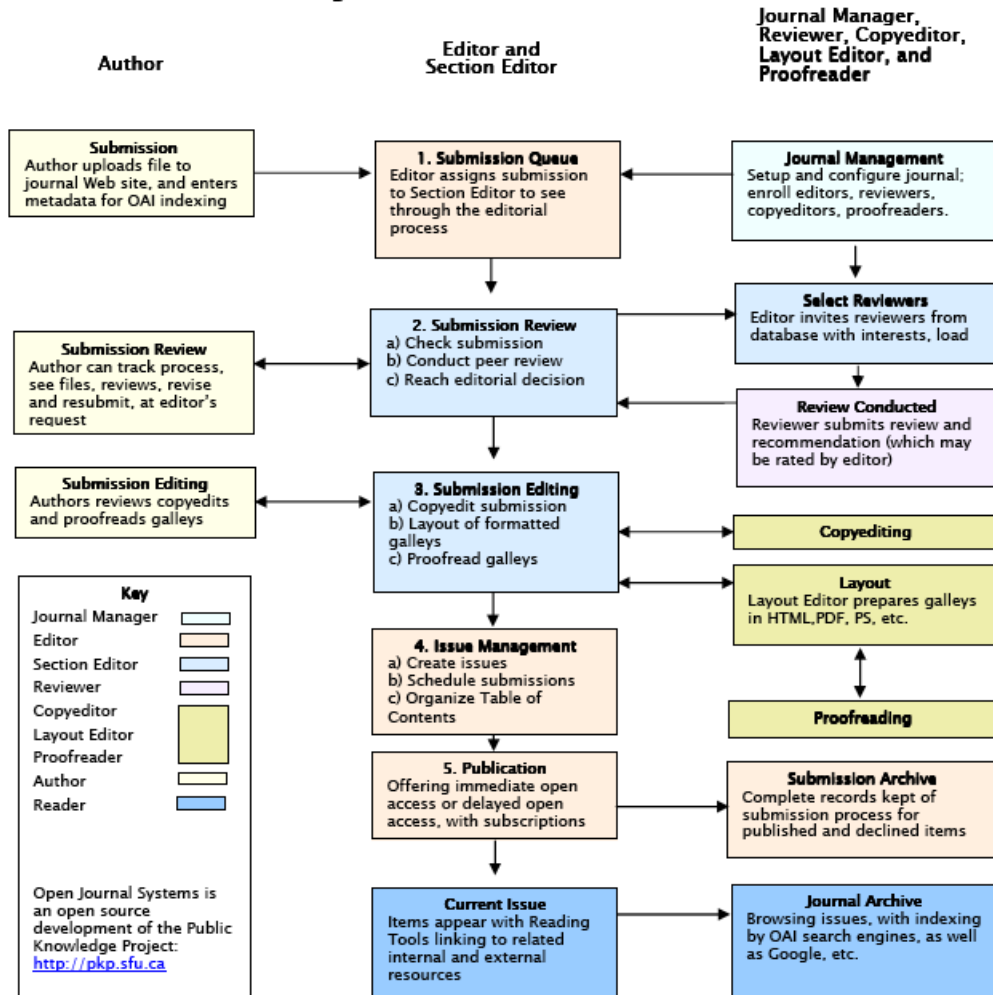 Author
Editor and
Section Editor
Journal Manager,
Reviewer, Copyeditor,
Layout Editor, and
Proofreader
Submission
Author uploads file to
journal Web site, and enters
metadata for OAI indexing
1. Submission Queue
Editor assigns submission
to Section Editor to see
through the editorial
process
Journal Management
Setup and configure journal;
enroll editors, reviewers,
copyeditors, proofreaders.
Submission Review
Author can track process,
see files, reviews, revise
and resubmit, at editor's
request
2. Submission Review
a) Check submission
b) Conduct peer review
c) Reach editorial decision
Select Reviewers
Editor invites reviewers from
database with interests, load
Review Conducted
Reviewer submits review and
recommendation (which may
be rated by editor)
Submission Editing
Authors reviews copyedits
and proofreads galleys
3. Submission Editing
a) Copyedit submission
b) Layout of formatted
galleys
c) Proofread galleys
Copyediting
Layout
Layout Editor prepares galleys
in HTML,PDF, PS, etc.
Proofreading
Key
Journal Manager
Editor
Section Editor
Reviewer
Copyeditor
Layout Editor
Proofreader
Author
Reader
Open Journal Systems is
an open source
development of the Public
Knowledge Project:
http://pkp.sfu.ca
4. Issue Management
a) Create issues
b) Schedule submissions
c) Organize Table of
Contents
5. Publication
Offering immediate open
access or delayed open
access, with subscriptions
Submission Archive
Complete records kept of
submission process for
published and declined items
Current Issue
Items appear with Reading
Tools linking to related
internal and external
resources
Journal Archive
Browsing issues, with indexing
by OAI search engines, as well
as Google, etc.